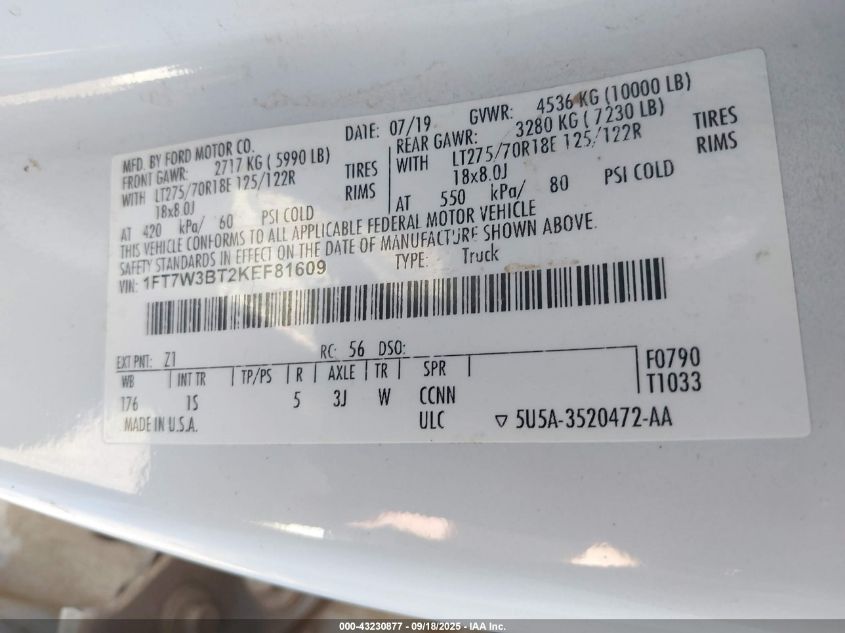 MFD. BY FORD MOTOR CO.
DATE: 07/19 GVWR: 4536 KG (10000 LB)
FRONT GAWR: 2717 KG ( 5990 LB)
WITH LT275/70R18E 125/122R TIRES
18x8.0J RIMS
AT 420 kPa/ 60 PSI COLD
REAR GAWR: 3280 KG ( 7230 LB)
WITH LT275/70R18E 125/122R TIRES
18x8.0J RIMS
AT 550 kPa/ 80 PSI COLD
THIS VEHICLE CONFORMS TO ALL APPLICABLE FEDERAL MOTOR VEHICLE
SAFETY STANDARDS IN EFFECT ON THE DATE OF MANUFACTURE SHOWN ABOVE.
VIN: 1FT7W3BT2KEF81609 TYPE: Truck
EXT PNT: Z1 RC: 56 DSO:
WB INT TR TP/PS R AXLE TR SPR
176 1S 5 3J W CCNN
F0790
T1033
MADE IN U.S.A. ULC ▽ 5U5A-3520472-AA
000-43230877 - 09/18/2025 - IAA Inc.